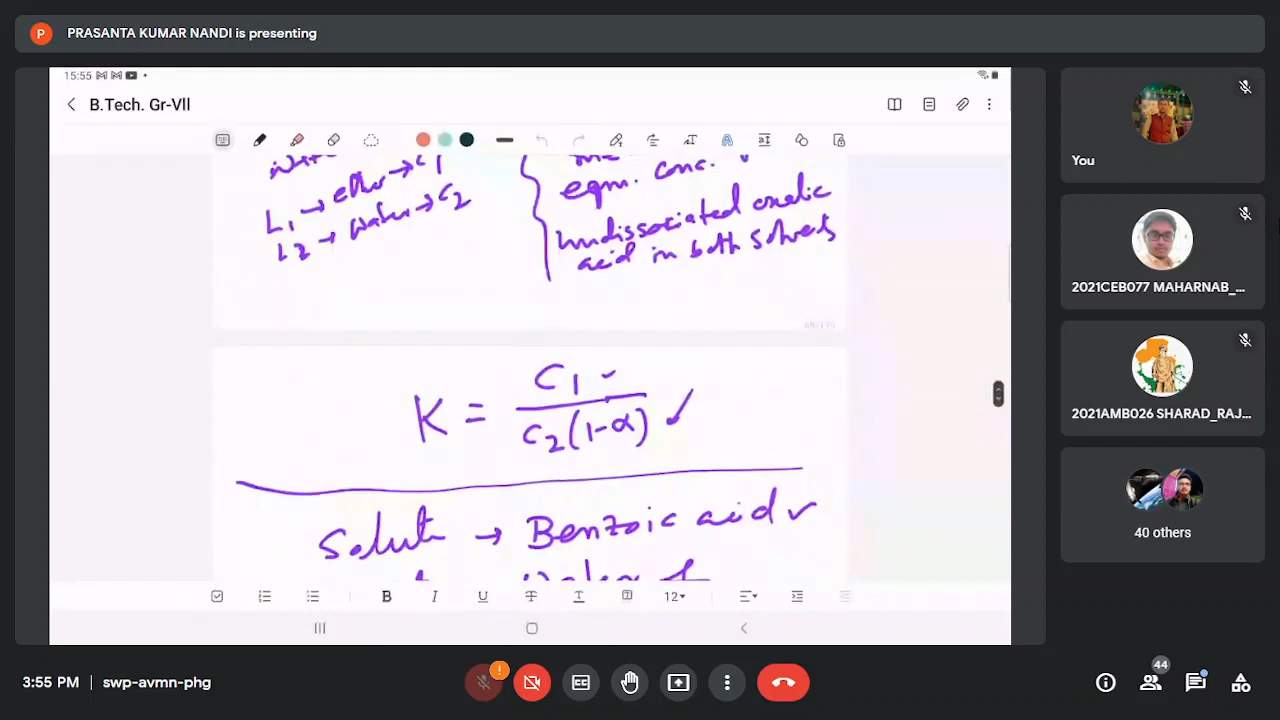 PRASANTA KUMAR NANDI is presenting
15:55
B.Tech. Gr-VII
L1 → ether → C1
L2 → Water → C2
eqm. conc.
undissociated oxalic
acid in both solvents
K = C1 / C2(1-α) ✓
Solute → Benzoic acid ✓
B I U T T 12
You
2021CEB077 MAHARNAB_...
2021AMB026 SHARAD_RAJ...
40 others
3:55 PM | swp-avmn-phg
44